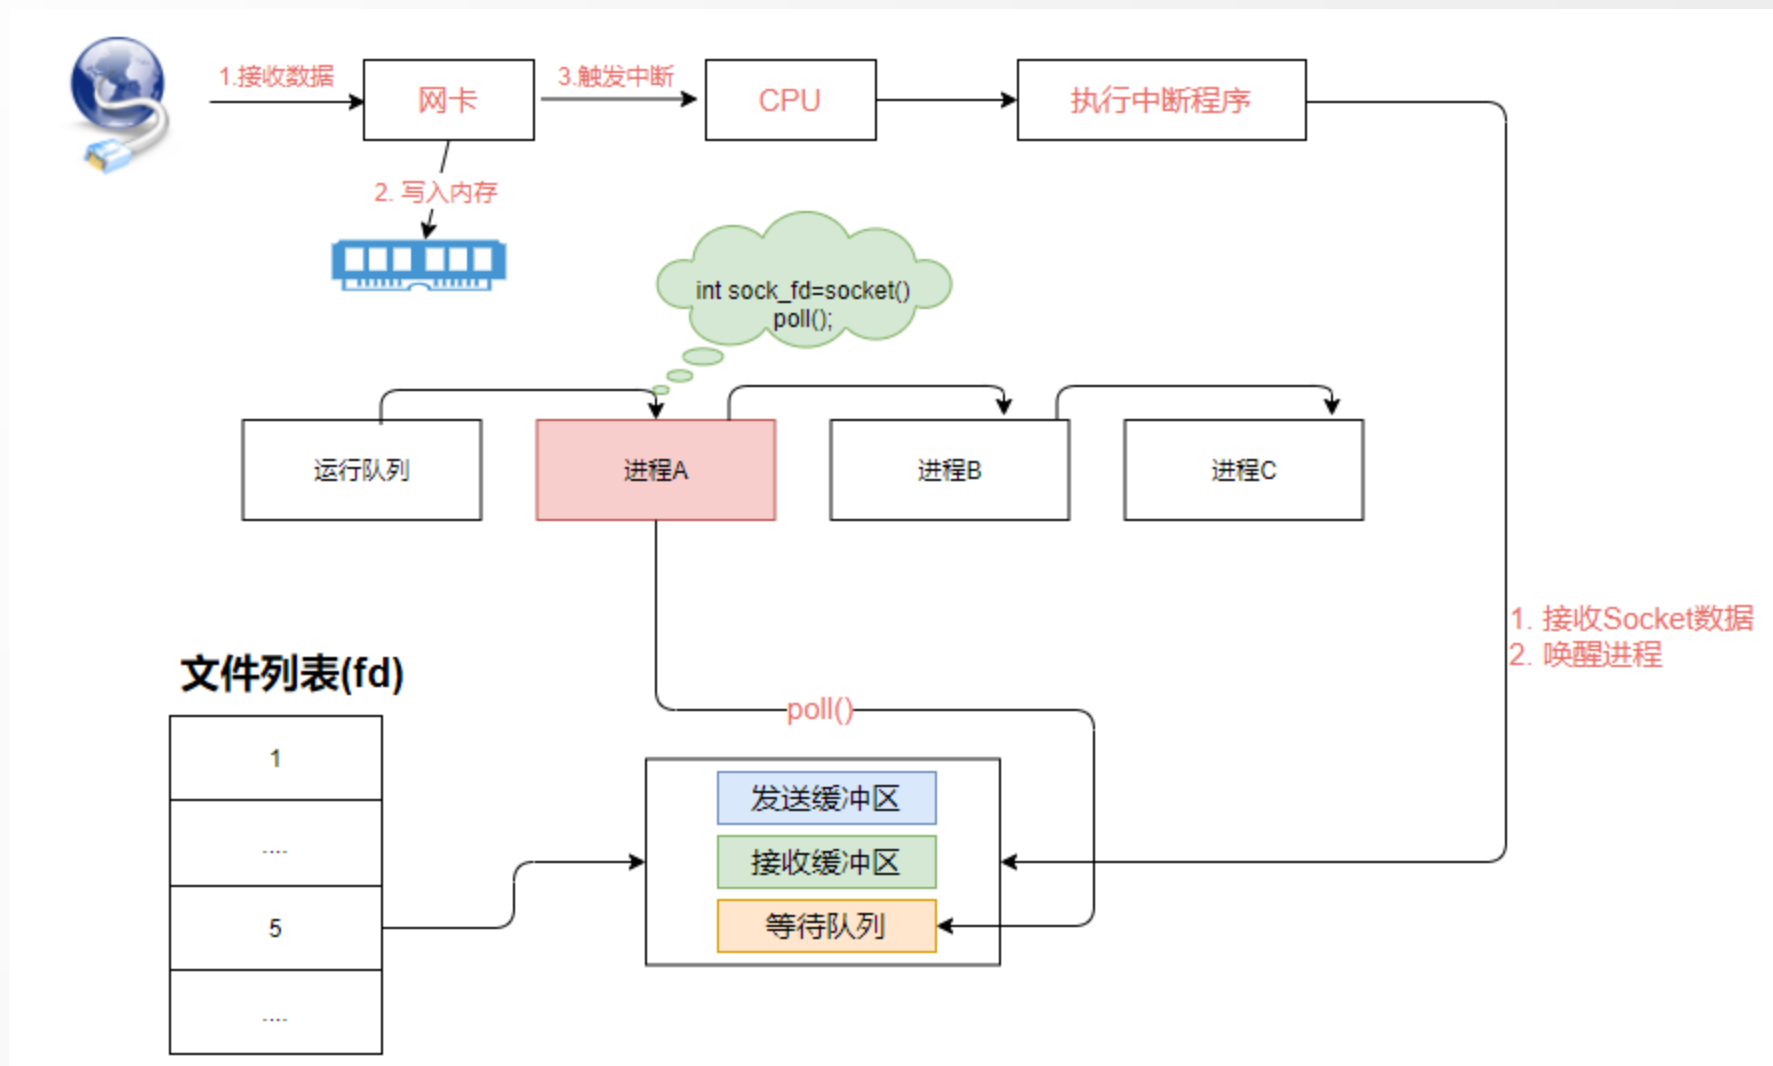 1.接收数据
网卡
3.触发中断
CPU
执行中断程序
2. 写入内存
int sock_fd=socket()
poll();
运行队列
进程A
进程B
进程C
1. 接收Socket数据
2. 唤醒进程
文件列表(fd)
poll()
1
....
5
....
发送缓冲区
接收缓冲区
等待队列